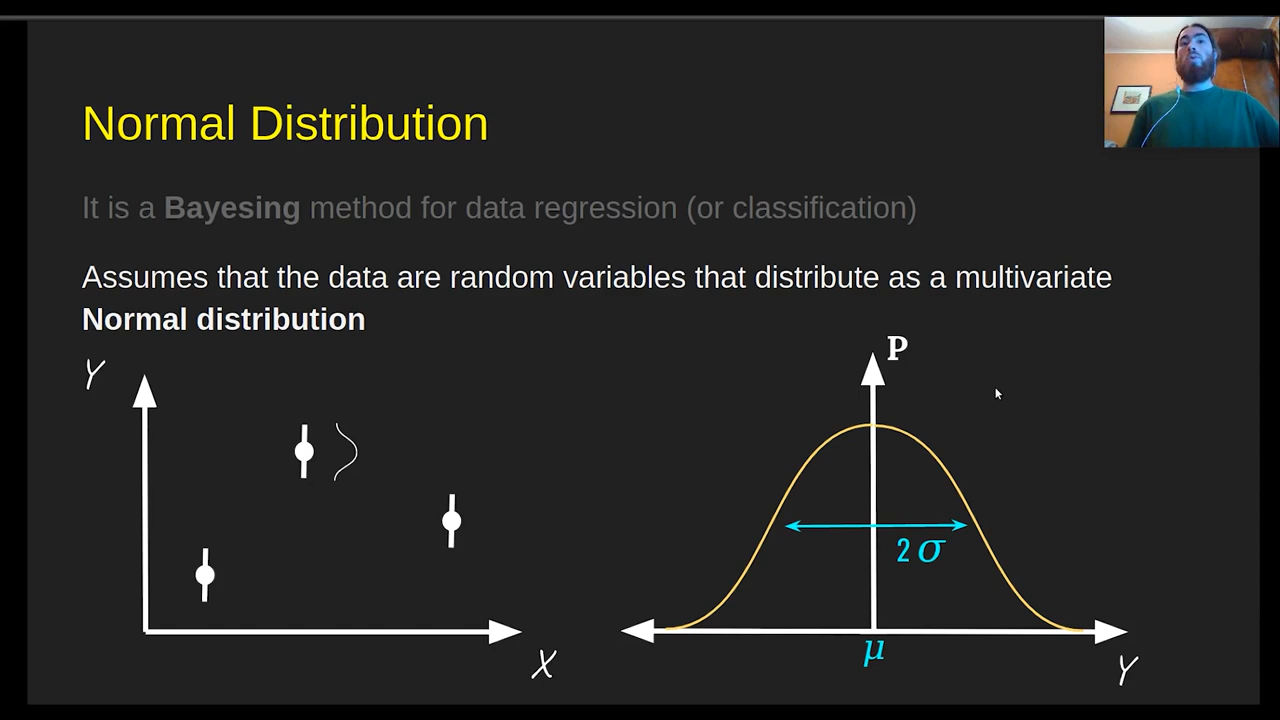 Normal Distribution
It is a Bayesing method for data regression (or classification)
Assumes that the data are random variables that distribute as a multivariate
Normal distribution
Y
P
2 σ
μ
X
Y